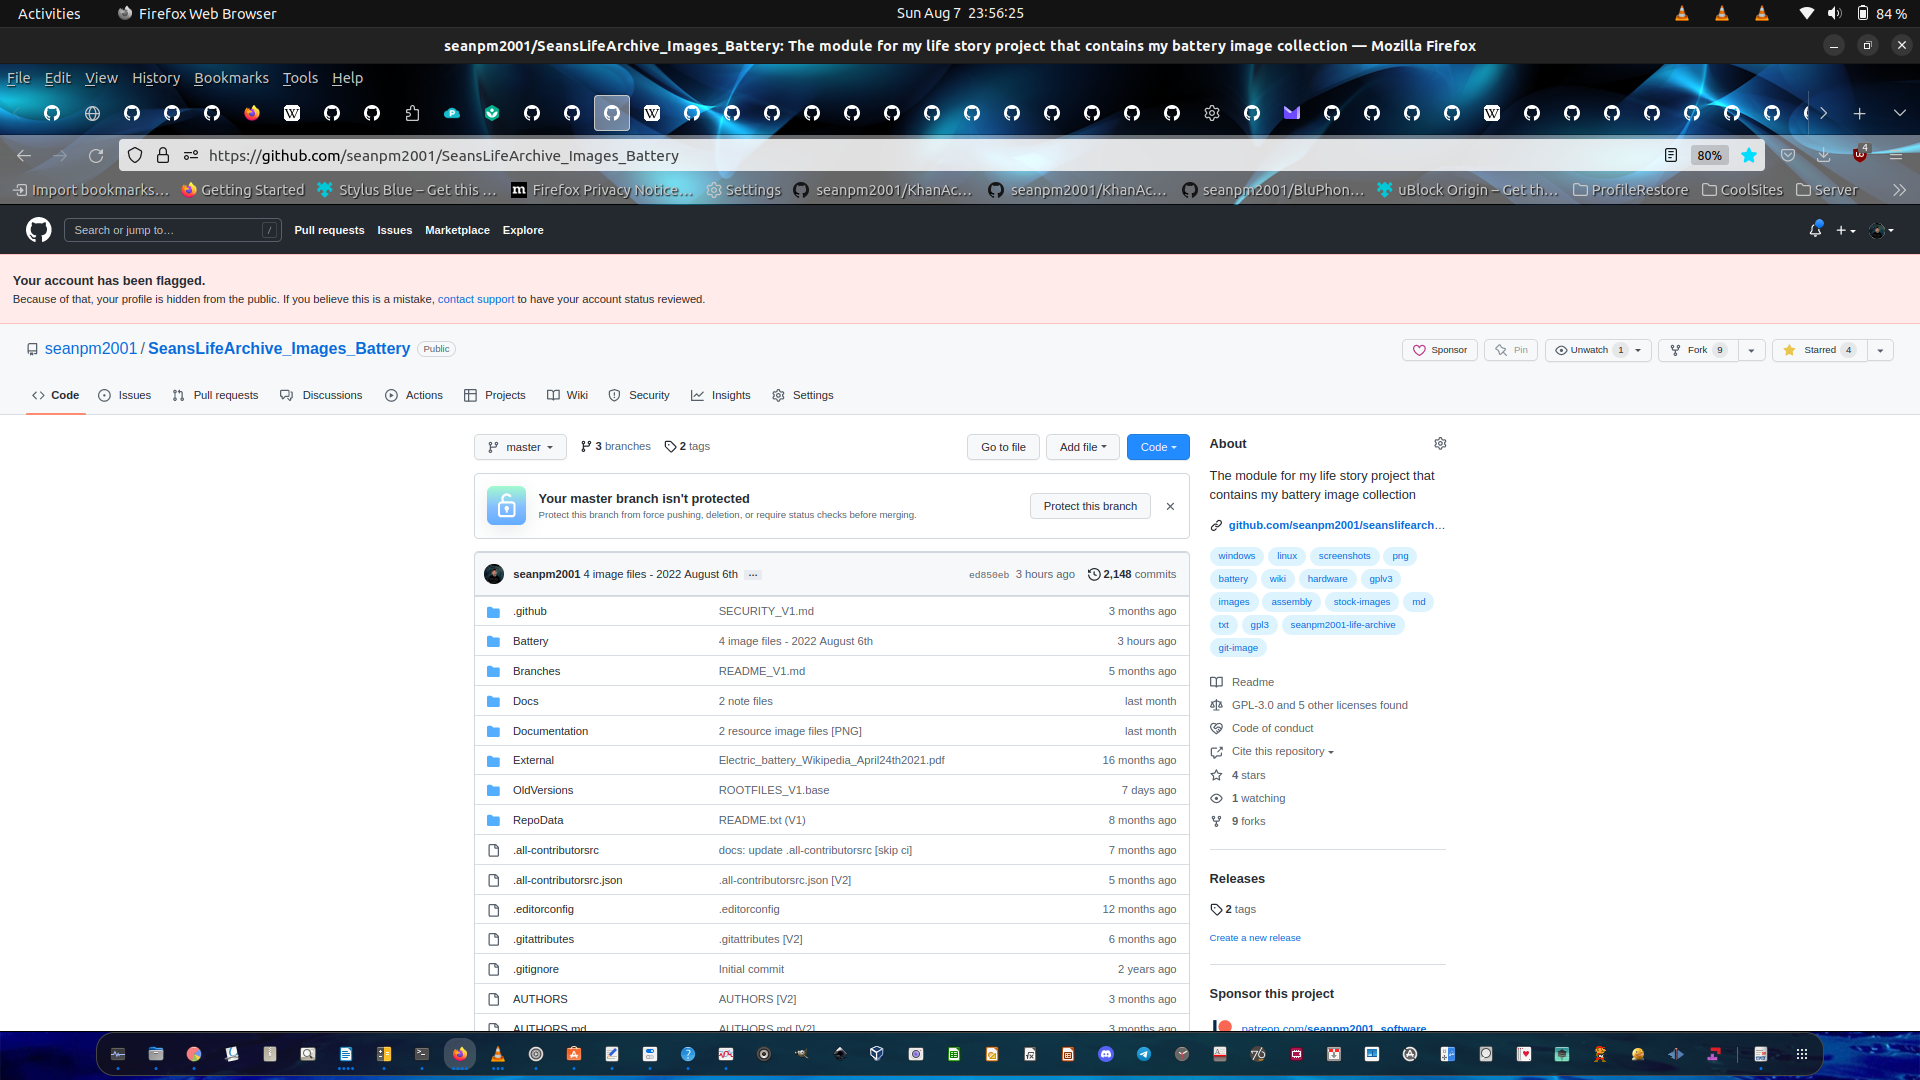 Activities
Firefox Web Browser
Sun Aug 7 23:56:25
84 %
seanpm2001/SeansLifeArchive_Images_Battery: The module for my life story project that contains my battery image collection — Mozilla Firefox
File Edit View History Bookmarks Tools Help
https://github.com/seanpm2001/SeansLifeArchive_Images_Battery
80%
4
Import bookmarks… Getting Started Stylus Blue – Get this … Firefox Privacy Notice… Settings seanpm2001/KhanAc… seanpm2001/KhanAc… seanpm2001/BluPhon… uBlock Origin – Get th… ProfileRestore CoolSites Server
Search or jump to… /
Pull requests Issues Marketplace Explore
Your account has been flagged.
Because of that, your profile is hidden from the public. If you believe this is a mistake, contact support to have your account status reviewed.
seanpm2001 / SeansLifeArchive_Images_Battery Public
Sponsor Pin Unwatch 1 Fork 9 Starred 4
Code Issues Pull requests Discussions Actions Projects Wiki Security Insights Settings
master 3 branches 2 tags
Go to file Add file Code
Your master branch isn't protected
Protect this branch from force pushing, deletion, or require status checks before merging.
Protect this branch
seanpm2001 4 image files - 2022 August 6th … ed850eb 3 hours ago 2,148 commits
.github SECURITY_V1.md 3 months ago
Battery 4 image files - 2022 August 6th 3 hours ago
Branches README_V1.md 5 months ago
Docs 2 note files last month
Documentation 2 resource image files [PNG] last month
External Electric_battery_Wikipedia_April24th2021.pdf 16 months ago
OldVersions ROOTFILES_V1.base 7 days ago
RepoData README.txt (V1) 8 months ago
.all-contributorsrc docs: update .all-contributorsrc [skip ci] 7 months ago
.all-contributorsrc.json .all-contributorsrc.json [V2] 5 months ago
.editorconfig .editorconfig 12 months ago
.gitattributes .gitattributes [V2] 6 months ago
.gitignore Initial commit 2 years ago
AUTHORS AUTHORS [V2] 3 months ago
AUTHORS.md AUTHORS.md [V2] 3 months ago
About
The module for my life story project that
contains my battery image collection
github.com/seanpm2001/seanslifearch…
windows linux screenshots png
battery wiki hardware gplv3
images assembly stock-images md
txt gpl3 seanpm2001-life-archive
git-image
Readme
GPL-3.0 and 5 other licenses found
Code of conduct
Cite this repository
4 stars
1 watching
9 forks
Releases
2 tags
Create a new release
Sponsor this project
patreon.com/seanpm2001_software